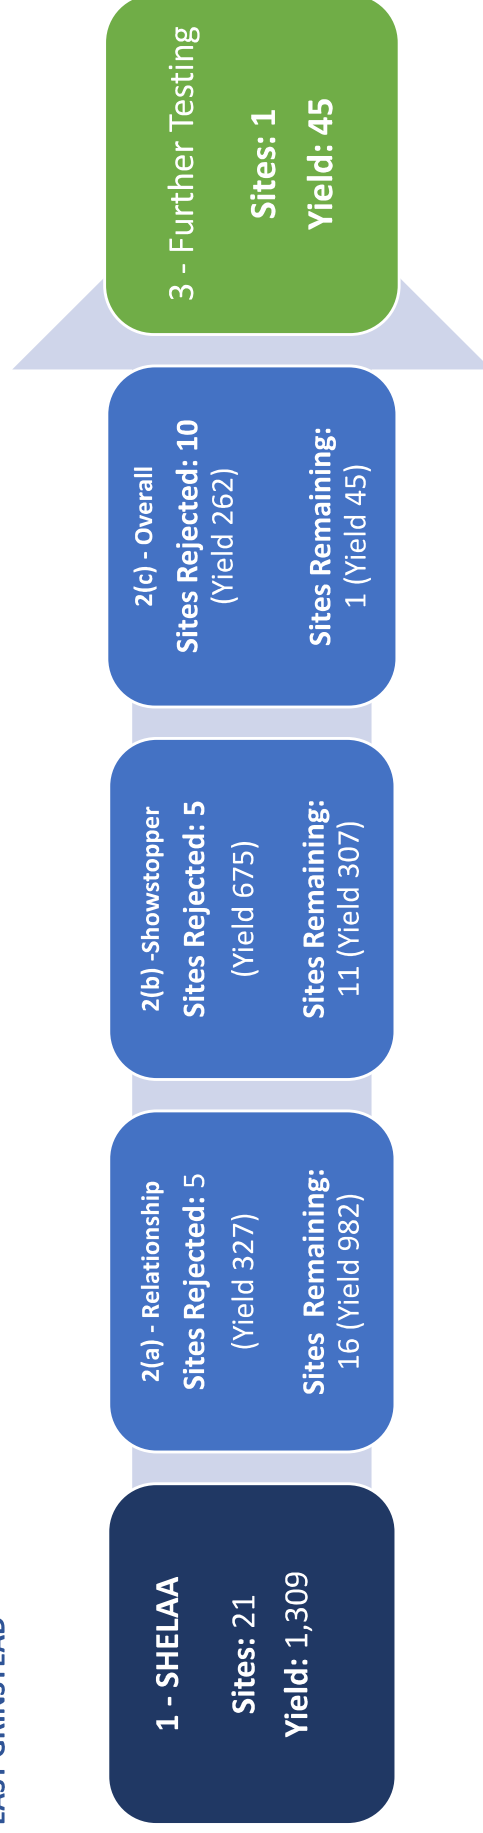 EAST GRINSTEAD
1 - SHELAA
Sites: 21
Yield: 1,309
2(a) - Relationship
Sites Rejected: 5
(Yield 327)
Sites Remaining:
16 (Yield 982)
2(b) -Showstopper
Sites Rejected: 5
(Yield 675)
Sites Remaining:
11 (Yield 307)
2(c) - Overall
Sites Rejected: 10
(Yield 262)
Sites Remaining:
1 (Yield 45)
3 - Further Testing
Sites: 1
Yield: 45